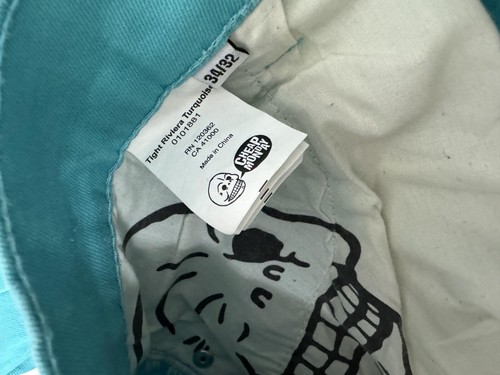 34/32
Tight Riviera Turquoise
0101881
RN 120362
CA 41000
Made in China
CHEAP
MONDAY